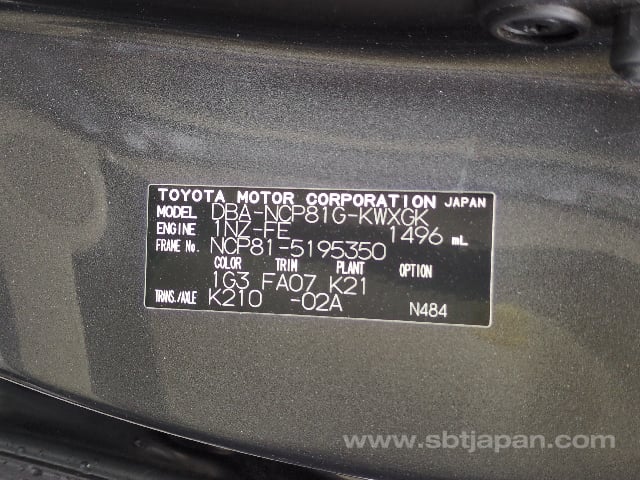 TOYOTA MOTOR CORPORATION JAPAN
MODEL DBA-NCP81G-KWXGK
ENGINE 1NZ-FE 1496 mL
FRAME No. NCP81-5195350
COLOR TRIM PLANT OPTION
1G3 FA07 K21
TRANS./AXLE K210 -02A N484
www.sbtjapan.com